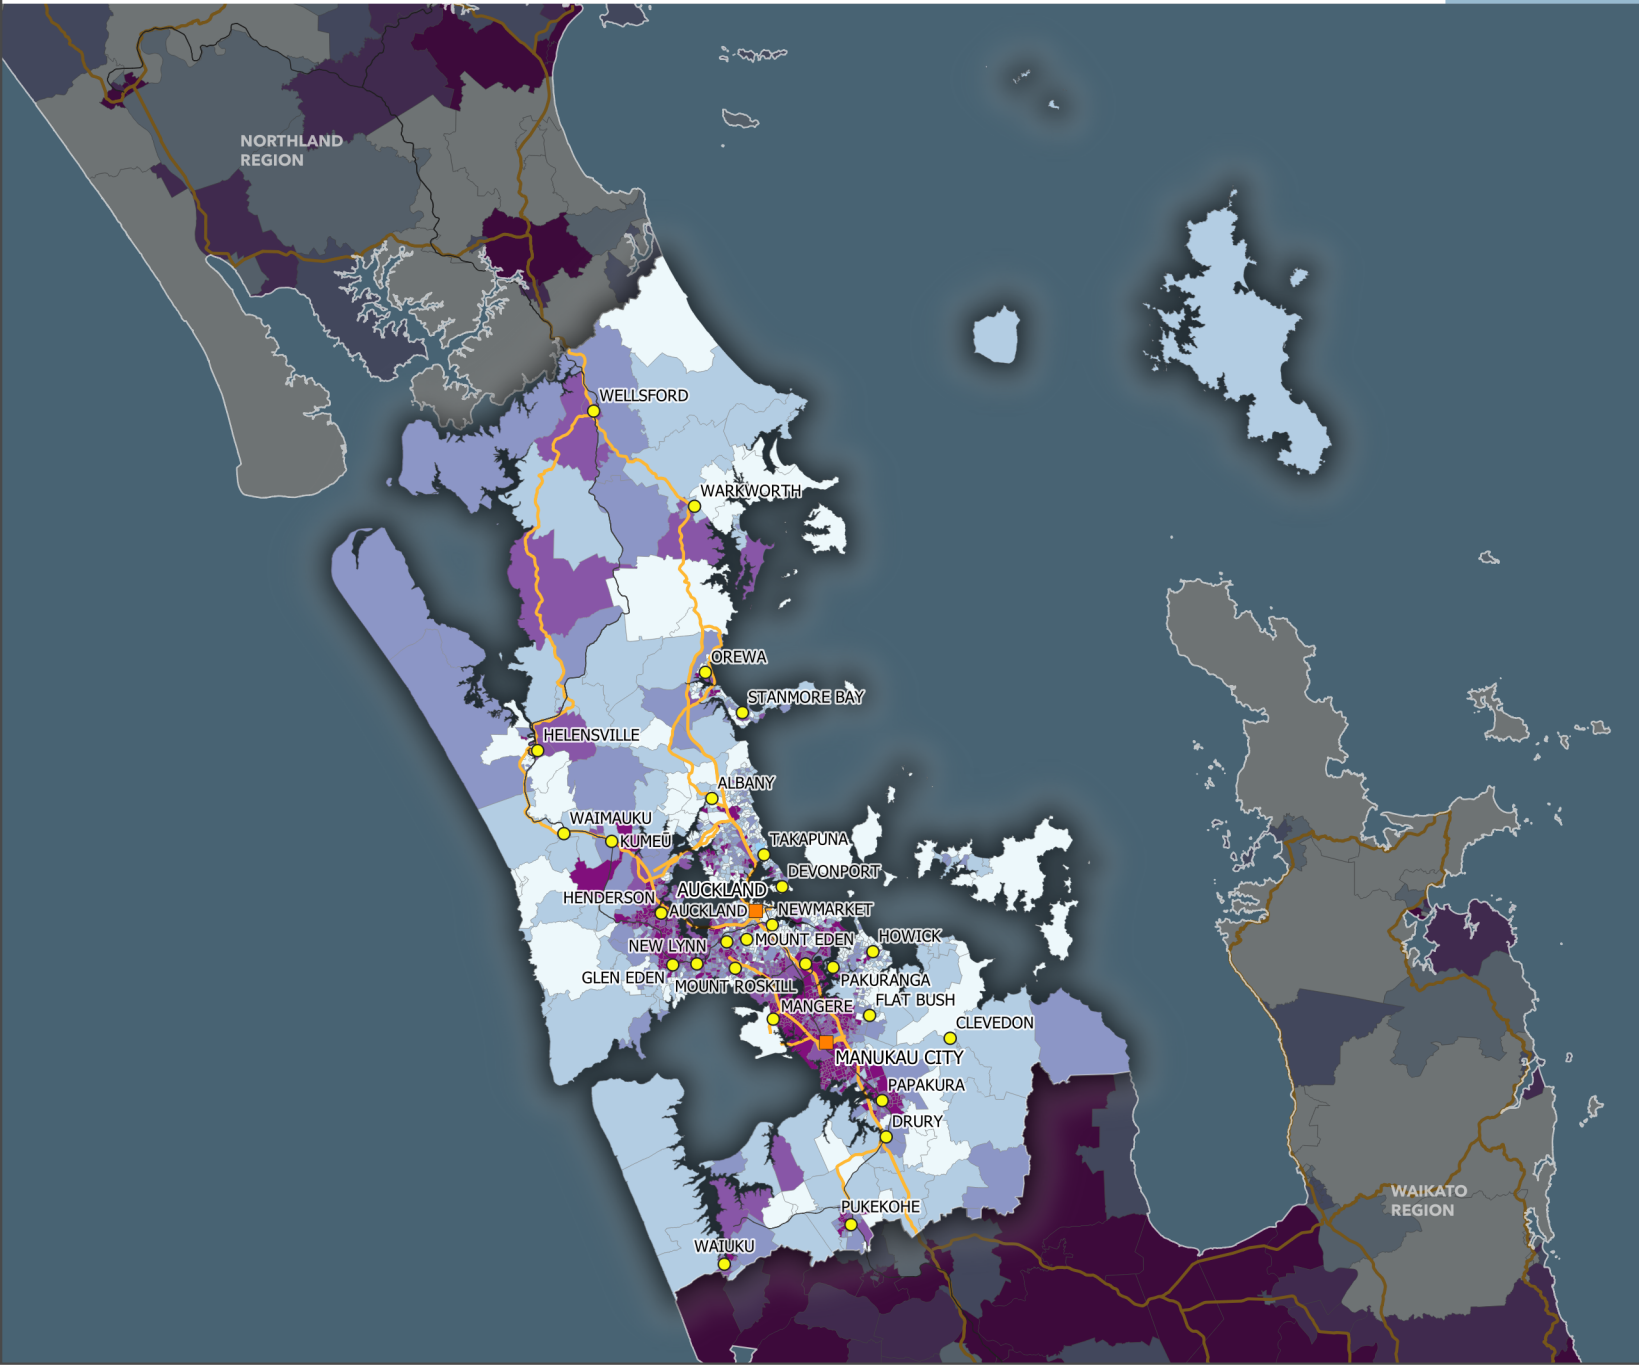 NORTHLAND
REGION
WELLSFORD
WARKWORTH
OREWA
STANMORE BAY
HELENSVILLE
ALBANY
WAIMAUKU
KUMEŪ
TAKAPUNA
DEVONPORT
HENDERSON
AUCKLAND
AUCKLAND
NEWMARKET
NEW LYNN
MOUNT EDEN
HOWICK
GLEN EDEN
MOUNT ROSKILL
PAKURANGA
FLAT BUSH
MANGERE
CLEVEDON
MANUKAU CITY
PAPAKURA
DRURY
WAIKATO
REGION
PUKEKOHE
WAIUKU